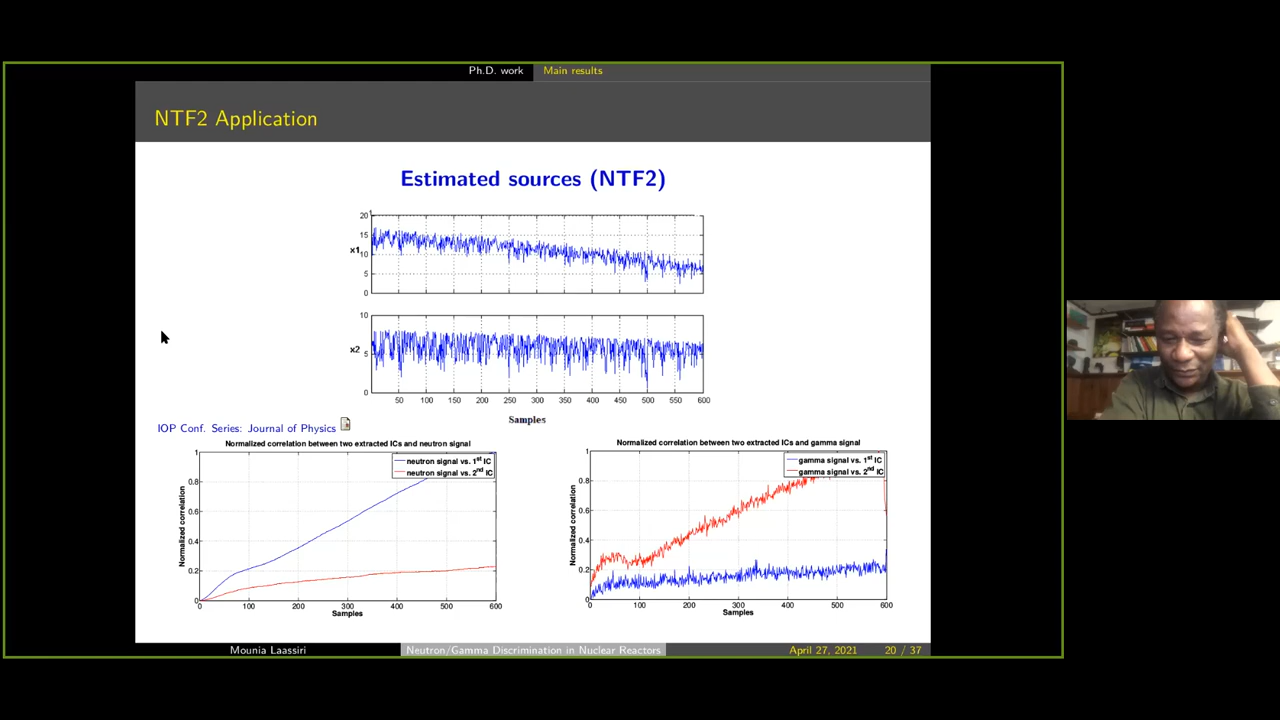 Ph.D. work Main results
NTF2 Application
Estimated sources (NTF2)
20
15
x1
10
5
0
10
x2
5
0
50 100 150 200 250 300 350 400 450 500 550 600
Samples
IOP Conf. Series: Journal of Physics
Normalized correlation between two extracted ICs and neutron signal
neutron signal vs. 1st IC
neutron signal vs. 2nd IC
1
0.8
0.6
0.4
0.2
0
Normalized correlation
0 100 200 300 400 500 600
Samples
Normalized correlation between two extracted ICs and gamma signal
gamma signal vs. 1st IC
gamma signal vs. 2nd IC
1
0.8
0.6
0.4
0.2
0
Normalized correlation
0 100 200 300 400 500 600
Samples
Mounia Laassiri Neutron/Gamma Discrimination in Nuclear Reactors April 27, 2021 20 / 37